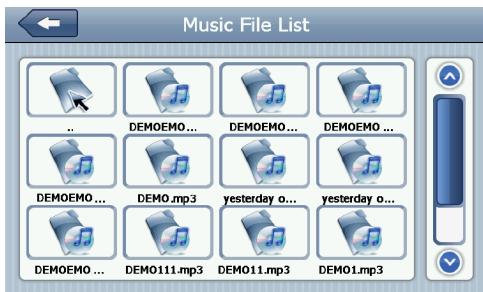 Music File List
..
DEMOEMO...
DEMOEMO...
DEMOEMO ...
DEMOEMO ...
DEMO.mp3
yesterday o...
yesterday o...
DEMOEMO ...
DEMO111.mp3
DEMO11.mp3
DEMO1.mp3